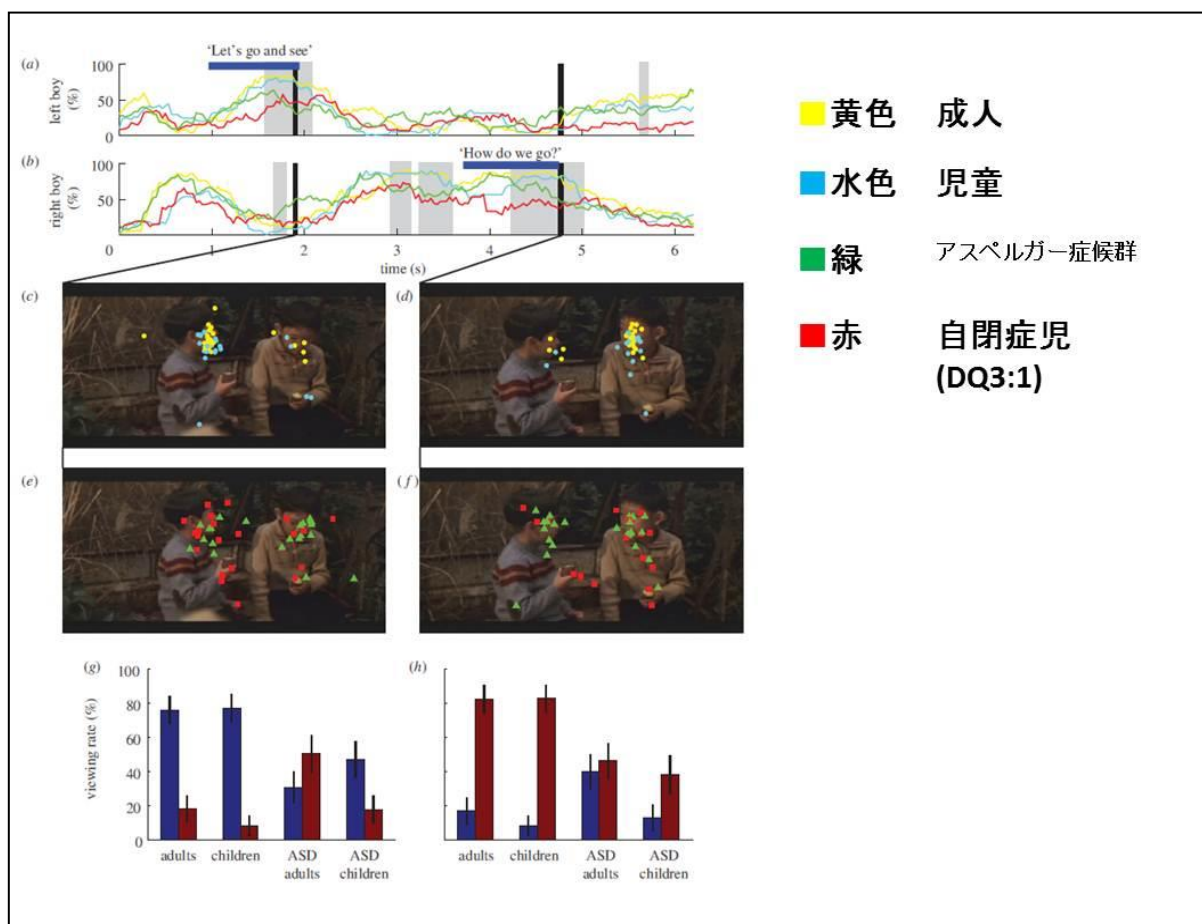 'Let's go and see'
(a)
left boy
(%)
100
50
0
(b)
'How do we go?'
right boy
(%)
100
50
0 1 2 3 4 5 6
time (s)
(c)
(d)
(e)
(f)
(g)
viewing rate (%)
100
80
60
40
20
0
adults children ASD adults ASD children
(h)
adults children ASD adults ASD children
黄色 成人
水色 児童
緑 アスペルガー症候群
赤 自閉症児
(DQ3:1)